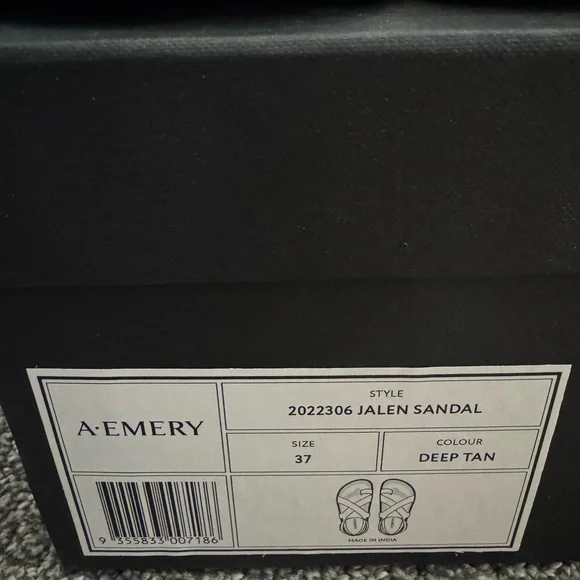 A·EMERY
STYLE
2022306 JALEN SANDAL
SIZE
37
COLOUR
DEEP TAN
9 355833 007186
MADE IN INDIA